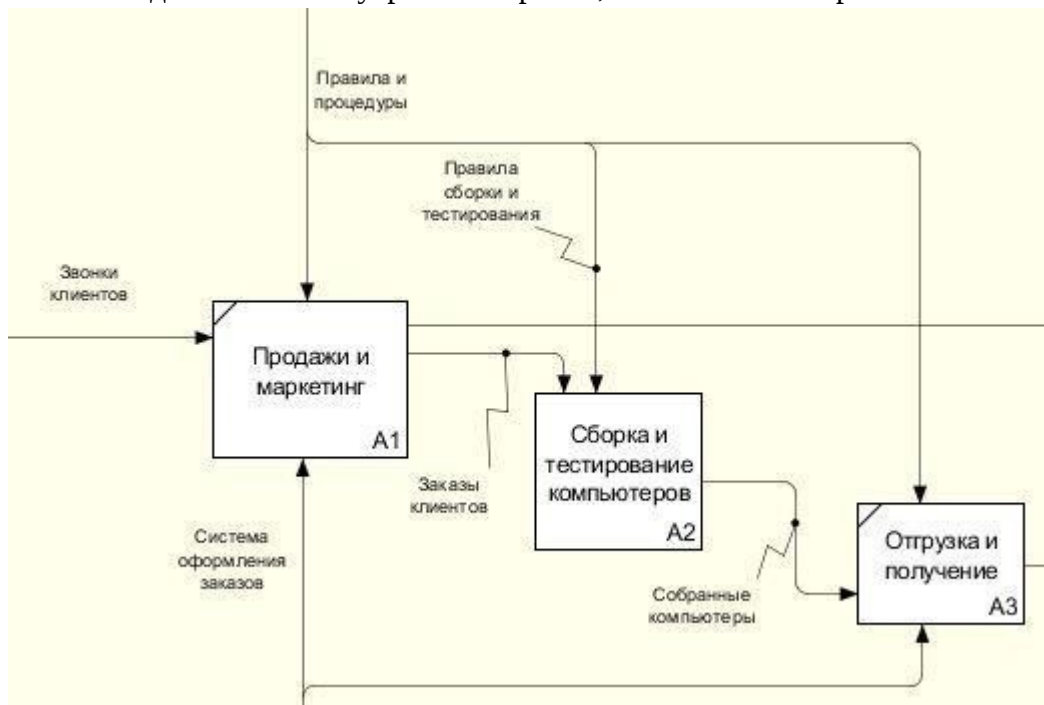 Правила и
процедуры
Правила
сборки и
тестирования
Звонки
клиентов
Продажи и
маркетинг
A1
Заказы
клиентов
Сборка и
тестирование
компьютеров
A2
Система
оформления
заказов
Собранные
компьютеры
Отгрузка и
получение
A3